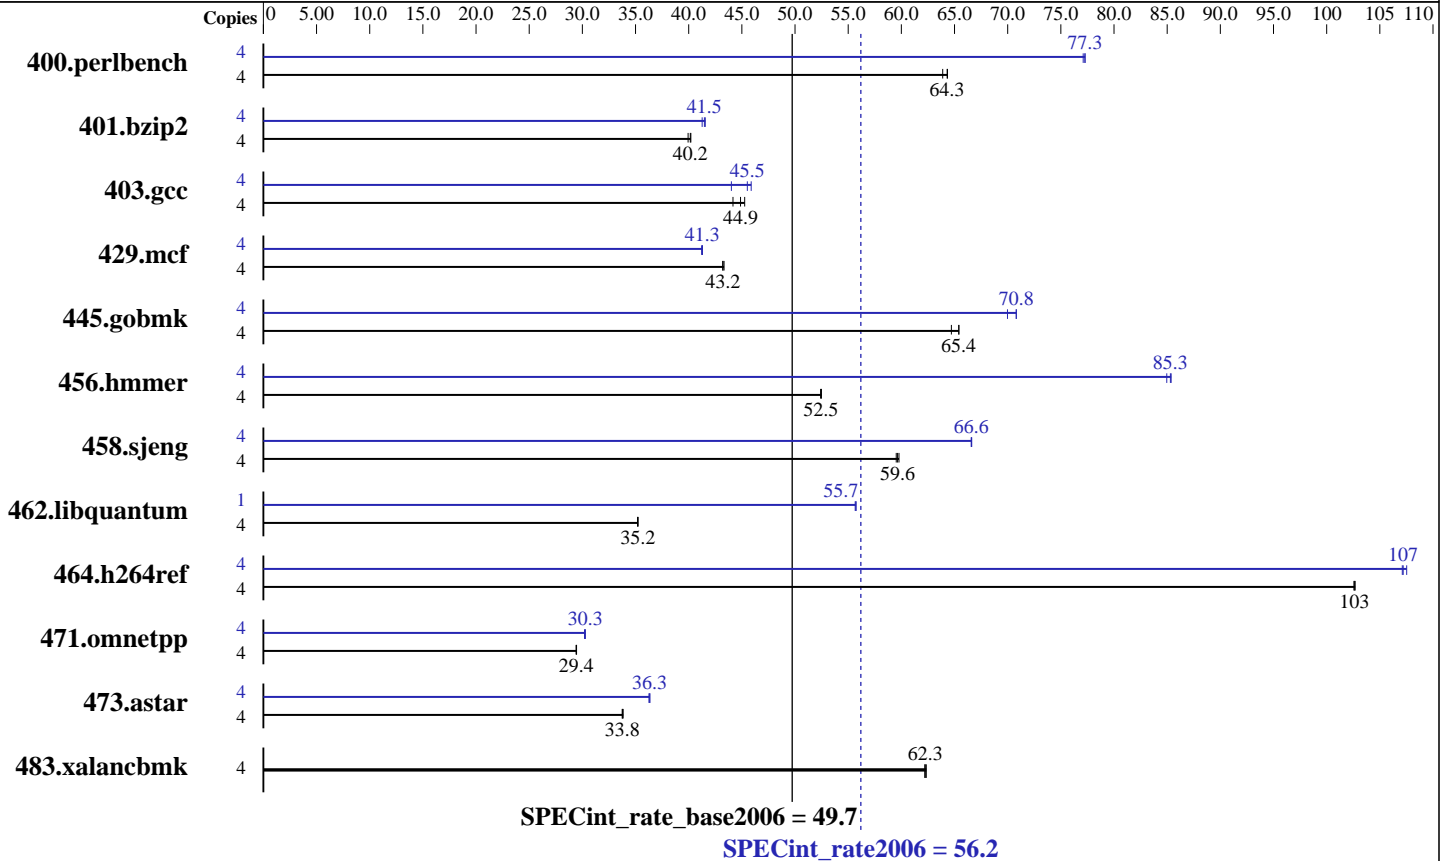 Copies 0 5.00 10.0 15.0 20.0 25.0 30.0 35.0 40.0 45.0 50.0 55.0 60.0 65.0 70.0 75.0 80.0 85.0 90.0 95.0 100 105 110
400.perlbench 4 77.3
4 64.3
401.bzip2 4 41.5
4 40.2
403.gcc 4 45.5
4 44.9
429.mcf 4 41.3
4 43.2
445.gobmk 4 70.8
4 65.4
456.hmmer 4 85.3
4 52.5
458.sjeng 4 66.6
4 59.6
462.libquantum 1 55.7
4 35.2
464.h264ref 4 107
4 103
471.omnetpp 4 30.3
4 29.4
473.astar 4 36.3
4 33.8
483.xalancbmk 4 62.3
SPECint_rate_base2006 = 49.7
SPECint_rate2006 = 56.2